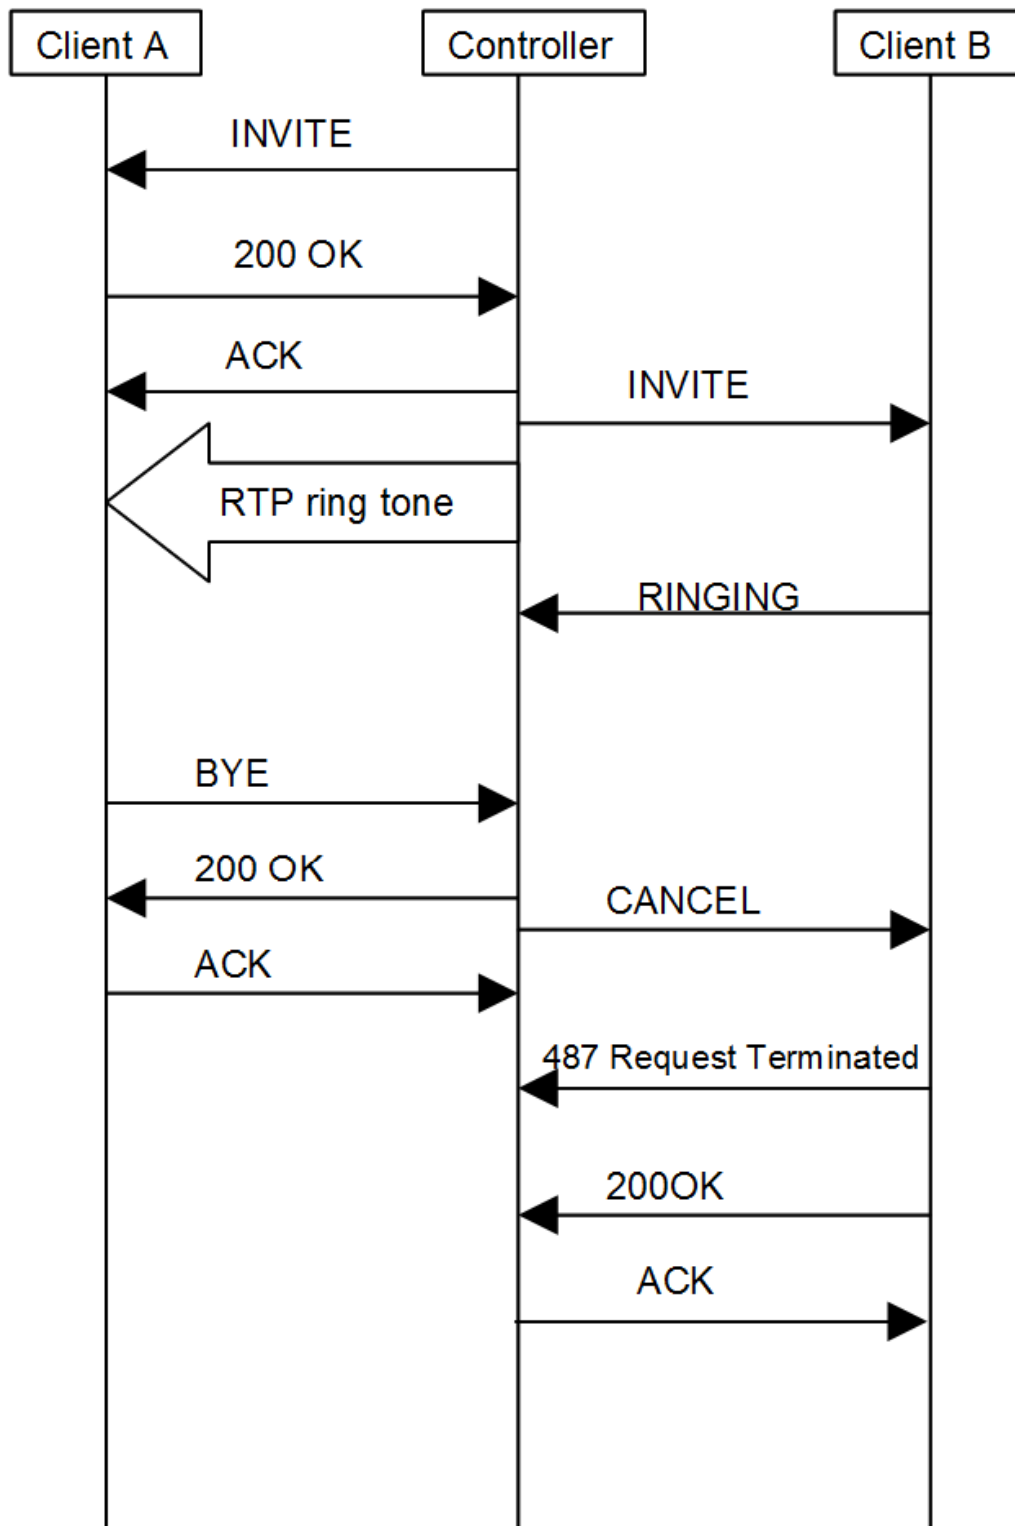 Client A
Controller
Client B
INVITE
200 OK
ACK
INVITE
RTP ring tone
RINGING
BYE
200 OK
CANCEL
ACK
487 Request Terminated
200OK
ACK